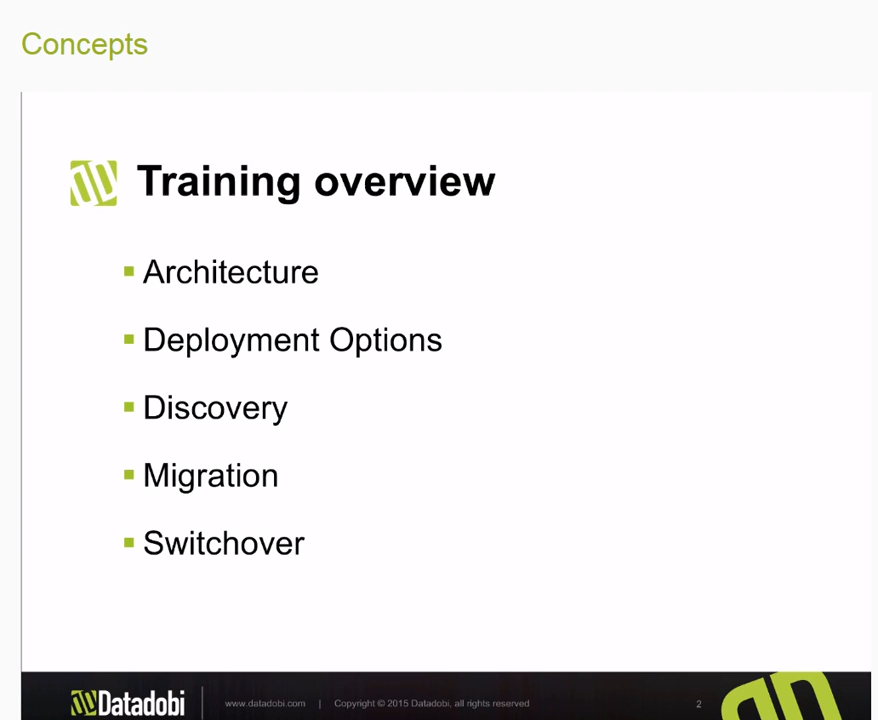 Concepts
Training overview
Architecture
Deployment Options
Discovery
Migration
Switchover
Datadobi
www.datadobi.com | Copyright © 2015 Datadobi, all rights reserved
2